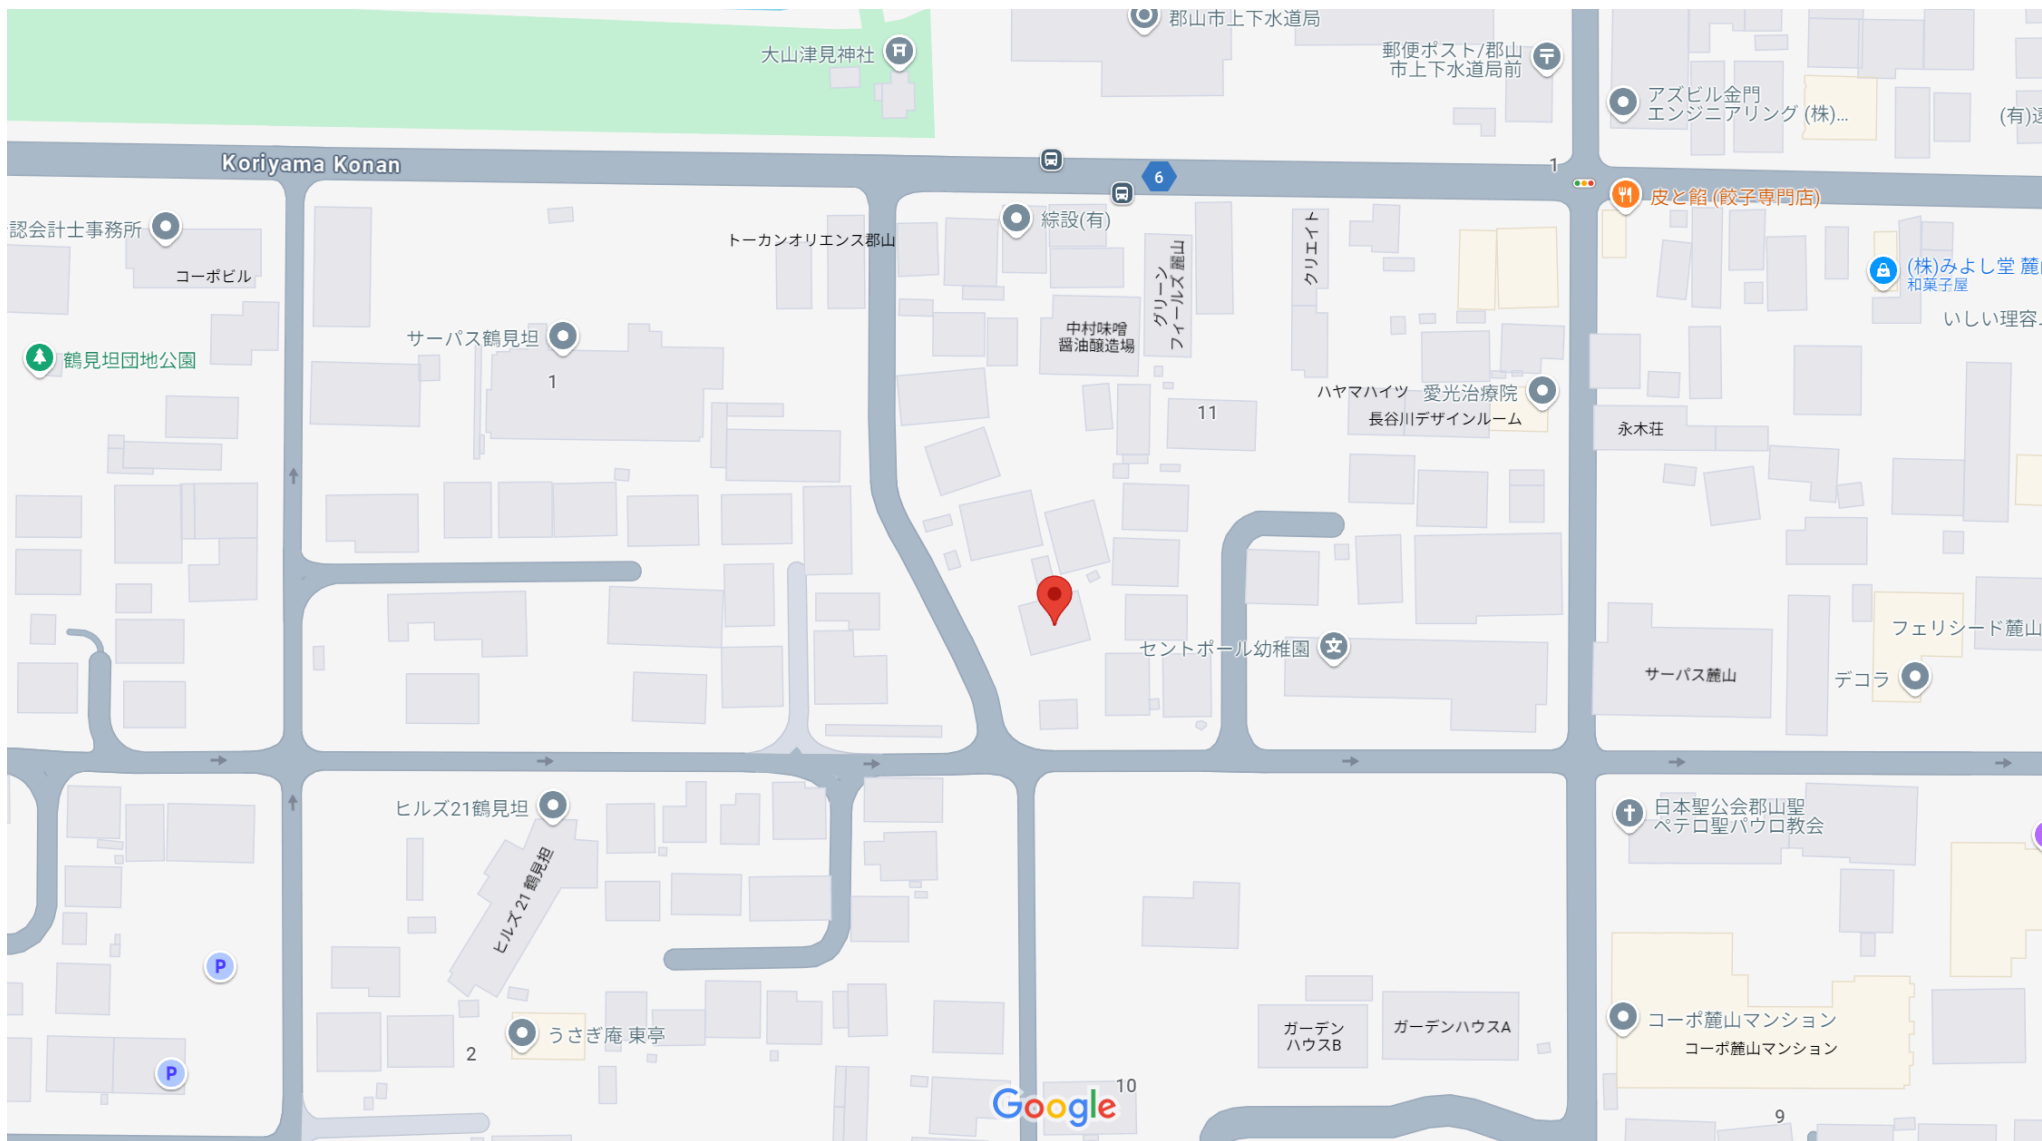 郡山市上下水道局
大山津見神社
郵便ポスト/郡山
市上下水道局前
アズビル金門
エンジニアリング (株)...
(有)遠
Koriyama Konan
1
6
皮と餡 (餃子専門店)
認会計士事務所
綜設(有)
トーカンオリエンス郡山
コーポビル
グリーン
フィールズ 麓山
クリエイト
(株)みよし堂 麓
和菓子屋
いしい理容
サーパス鶴見坦
中村味噌
醤油醸造場
鶴見坦団地公園
1
11
ハヤマハイツ
愛光治療院
長谷川デザインルーム
永木荘
セントポール幼稚園
フェリシード麓山
サーパス麓山
デコラ
ヒルズ21鶴見坦
ヒルズ 21 鶴見担
日本聖公会郡山聖
ペテロ聖パウロ教会
P
うさぎ庵 東亭
2
P
ガーデン
ハウスB
ガーデンハウスA
コーポ麓山マンション
コーポ麓山マンション
10
Google
9